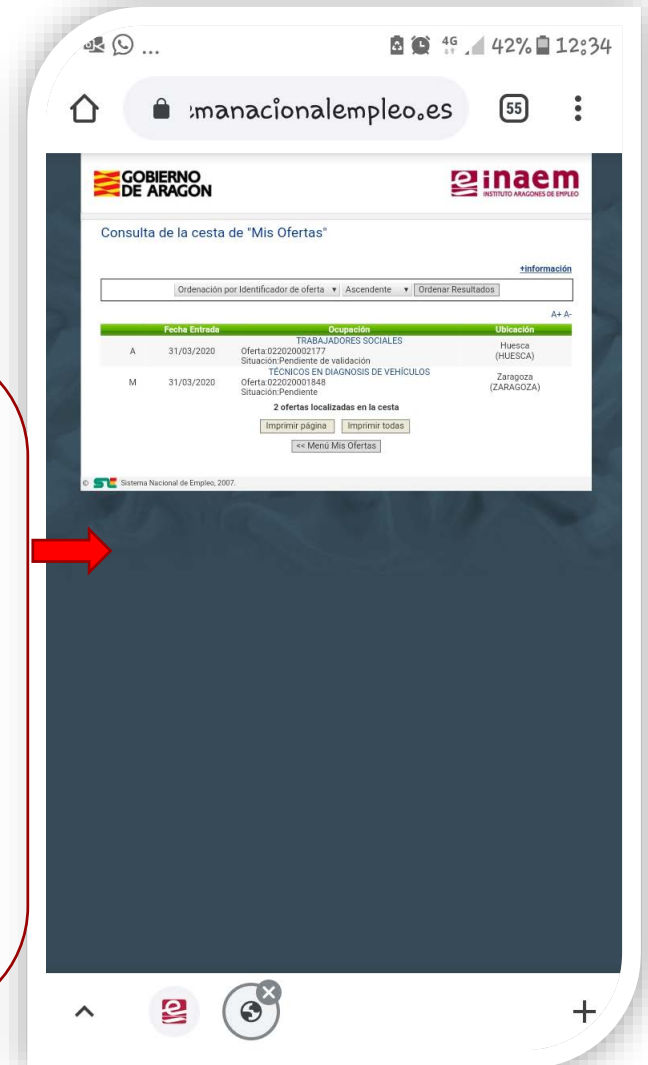 ... 4G 42% 12:34
:manacionalempleo.es 55
GOBIERNO
DE ARAGON
inaem
INSTITUTO ARAGONES DE EMPLEO
Consulta de la cesta de "Mis Ofertas"
+información
Ordenación por Identificador de oferta Ascendente Ordenar Resultados
A+ A-
Fecha Entrada Ocupación Ubicación
TRABAJADORES SOCIALES
A 31/03/2020 Oferta:022020002177 Huesca
Situación:Pendiente de validación (HUESCA)
TÉCNICOS EN DIAGNOSIS DE VEHÍCULOS
M 31/03/2020 Oferta:022020001848 Zaragoza
Situación:Pendiente (ZARAGOZA)
2 ofertas localizadas en la cesta
Imprimir página Imprimir todas
<< Menú Mis Ofertas
© Sistema Nacional de Empleo, 2007.